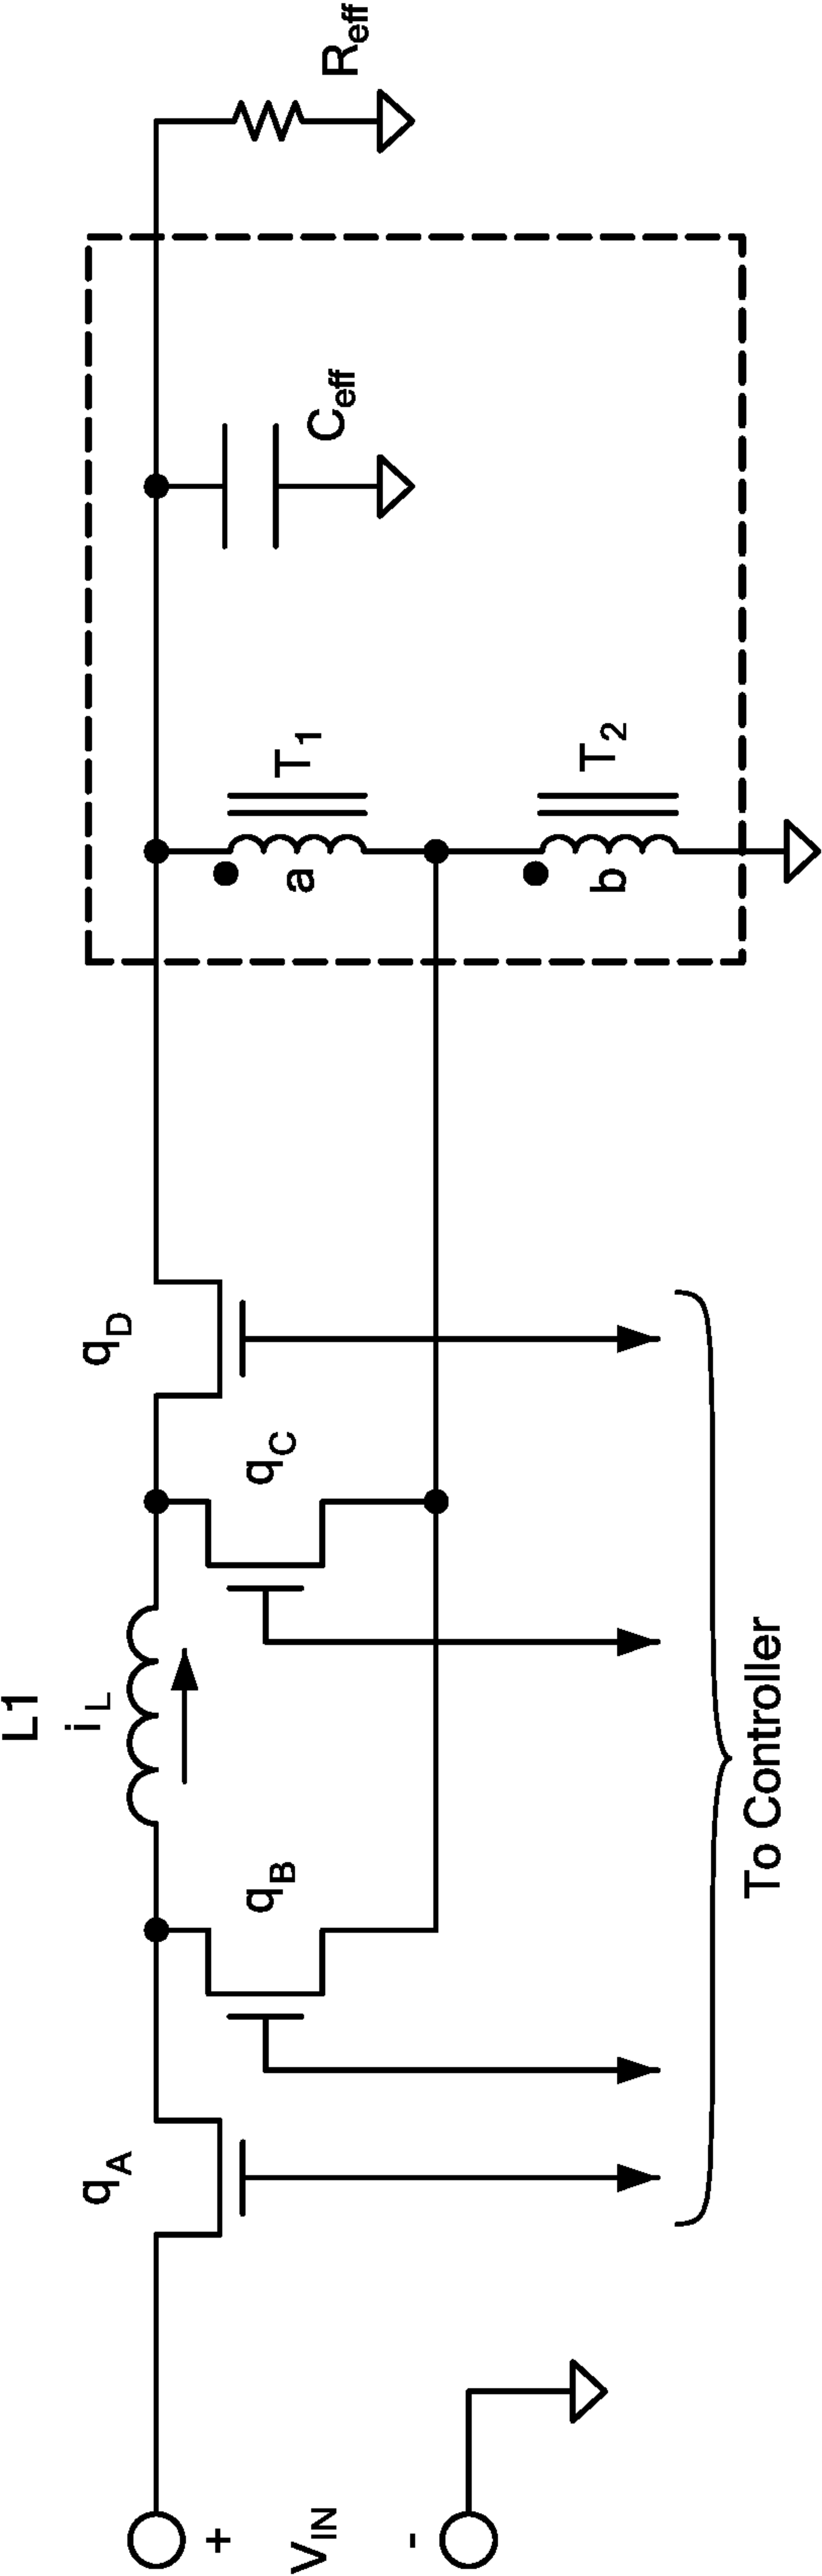 L1
iL
qA
qB
qC
qD
+
VIN
-
T1
a
T2
b
Ceff
Reff
To Controller